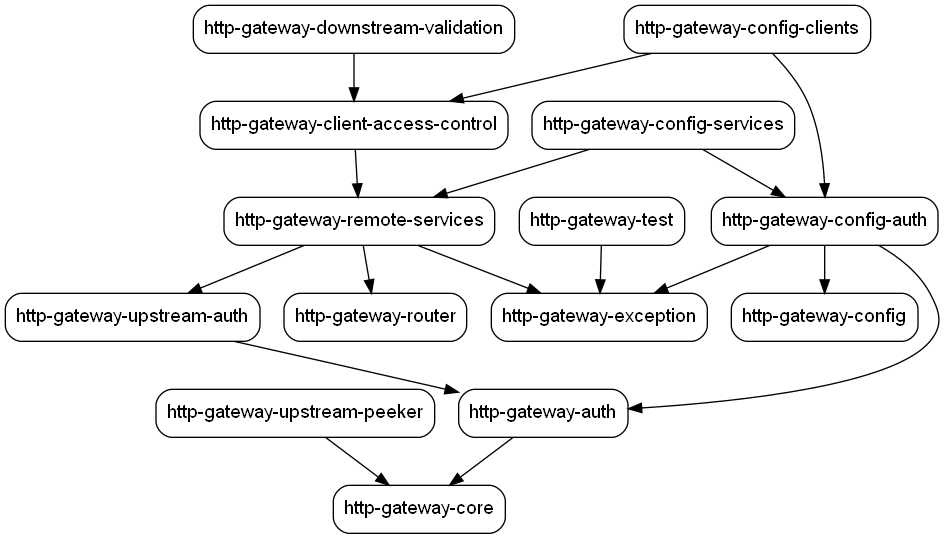 http-gateway-downstream-validation
http-gateway-config-clients
http-gateway-client-access-control
http-gateway-config-services
http-gateway-remote-services
http-gateway-test
http-gateway-config-auth
http-gateway-upstream-auth
http-gateway-router
http-gateway-exception
http-gateway-config
http-gateway-upstream-peeker
http-gateway-auth
http-gateway-core